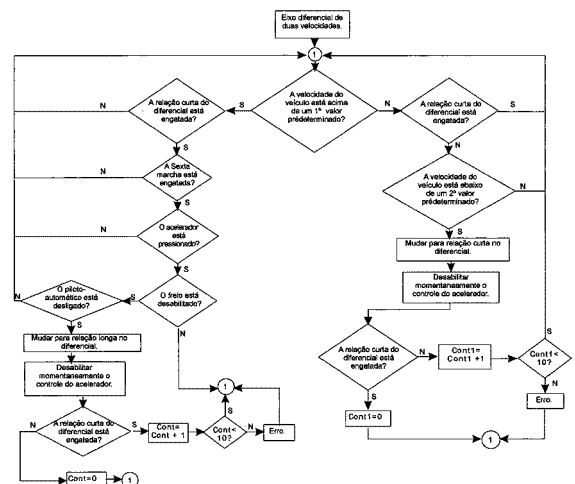 Eixo diferencial de
duas velocidades.
1
A velocidade do
veículo está acima
de um 1º valor
prédeterminado?
S
N
A relação curta do
diferencial está
engatada?
N
S
A Sexta
marcha está
engatada?
N
S
O acelerador
está
pressionado?
N
S
O freio está
desabilitado?
S
N
O piloto-
automático está
desligado?
N
S
Mudar para relação longa no
diferencial.
Desabilitar
momentaneamente o
controle do acelerador.
A relação curta do
diferencial está
engatada?
N
S
Cont=
Cont + 1
Cont<
10?
S
N
Erro.
1
Cont=0
1
A relação curta do
diferencial está
engatada?
S
N
A velocidade do
veículo está abaixo
de um 2º valor
prédeterminado?
N
S
Mudar para relação curta no
diferencial.
Desabilitar
momentaneamente o
controle do acelerador.
A relação curta do
diferencial está
engatada?
N
S
Cont1=
Cont1 +1
Cont1<
10?
S
N
Erro.
Cont1=0
1